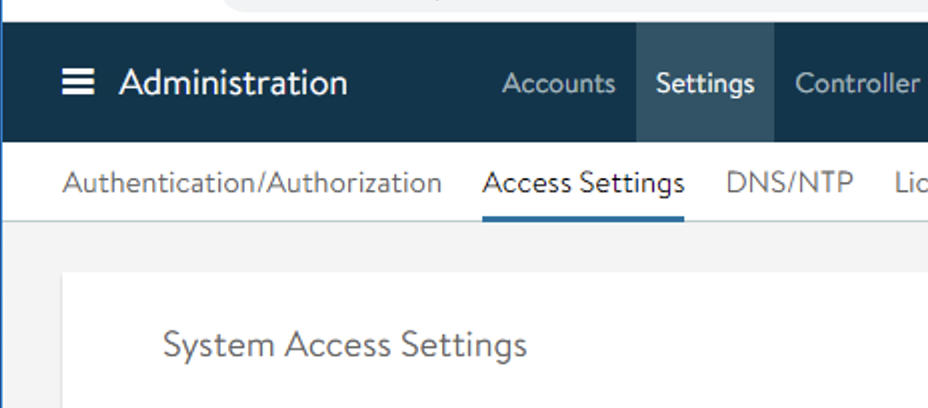 Administration Accounts Settings Controller
Authentication/Authorization Access Settings DNS/NTP
System Access Settings